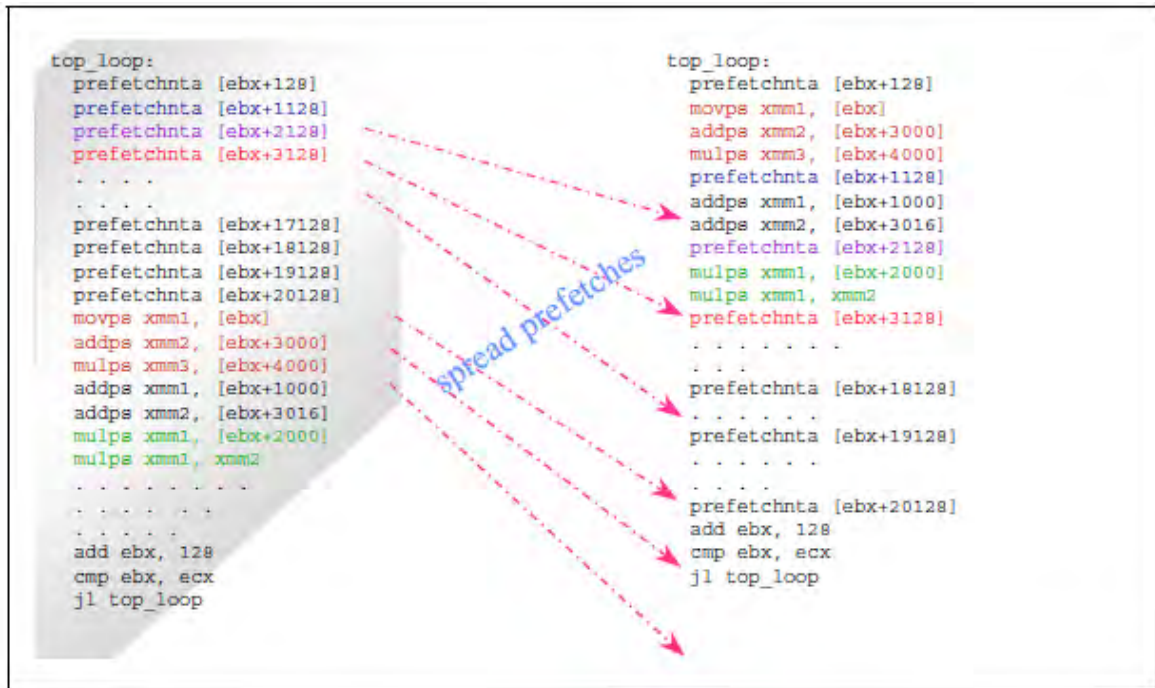 top_loop:
prefetchnta [ebx+128]
prefetchnta [ebx+1128]
prefetchnta [ebx+2128]
prefetchnta [ebx+3128]
. . . .
. . . .
prefetchnta [ebx+17128]
prefetchnta [ebx+18128]
prefetchnta [ebx+19128]
prefetchnta [ebx+20128]
movps xmm1, [ebx]
addps xmm2, [ebx+3000]
mulps xmm3, [ebx+4000]
addps xmm1, [ebx+1000]
addps xmm2, [ebx+3016]
mulps xmm1, [ebx+2000]
mulps xmm1, xmm2
. . . . . . . .
. . . . . .
. . . . .
add ebx, 128
cmp ebx, ecx
jl top_loop
spread prefetches
top_loop:
prefetchnta [ebx+128]
movps xmm1, [ebx]
addps xmm2, [ebx+3000]
mulps xmm3, [ebx+4000]
prefetchnta [ebx+1128]
addps xmm1, [ebx+1000]
addps xmm2, [ebx+3016]
prefetchnta [ebx+2128]
mulps xmm1, [ebx+2000]
mulps xmm1, xmm2
prefetchnta [ebx+3128]
. . . . . . .
. . .
prefetchnta [ebx+18128]
. . . . . .
prefetchnta [ebx+19128]
. . . . . .
. . . .
prefetchnta [ebx+20128]
add ebx, 128
cmp ebx, ecx
jl top_loop